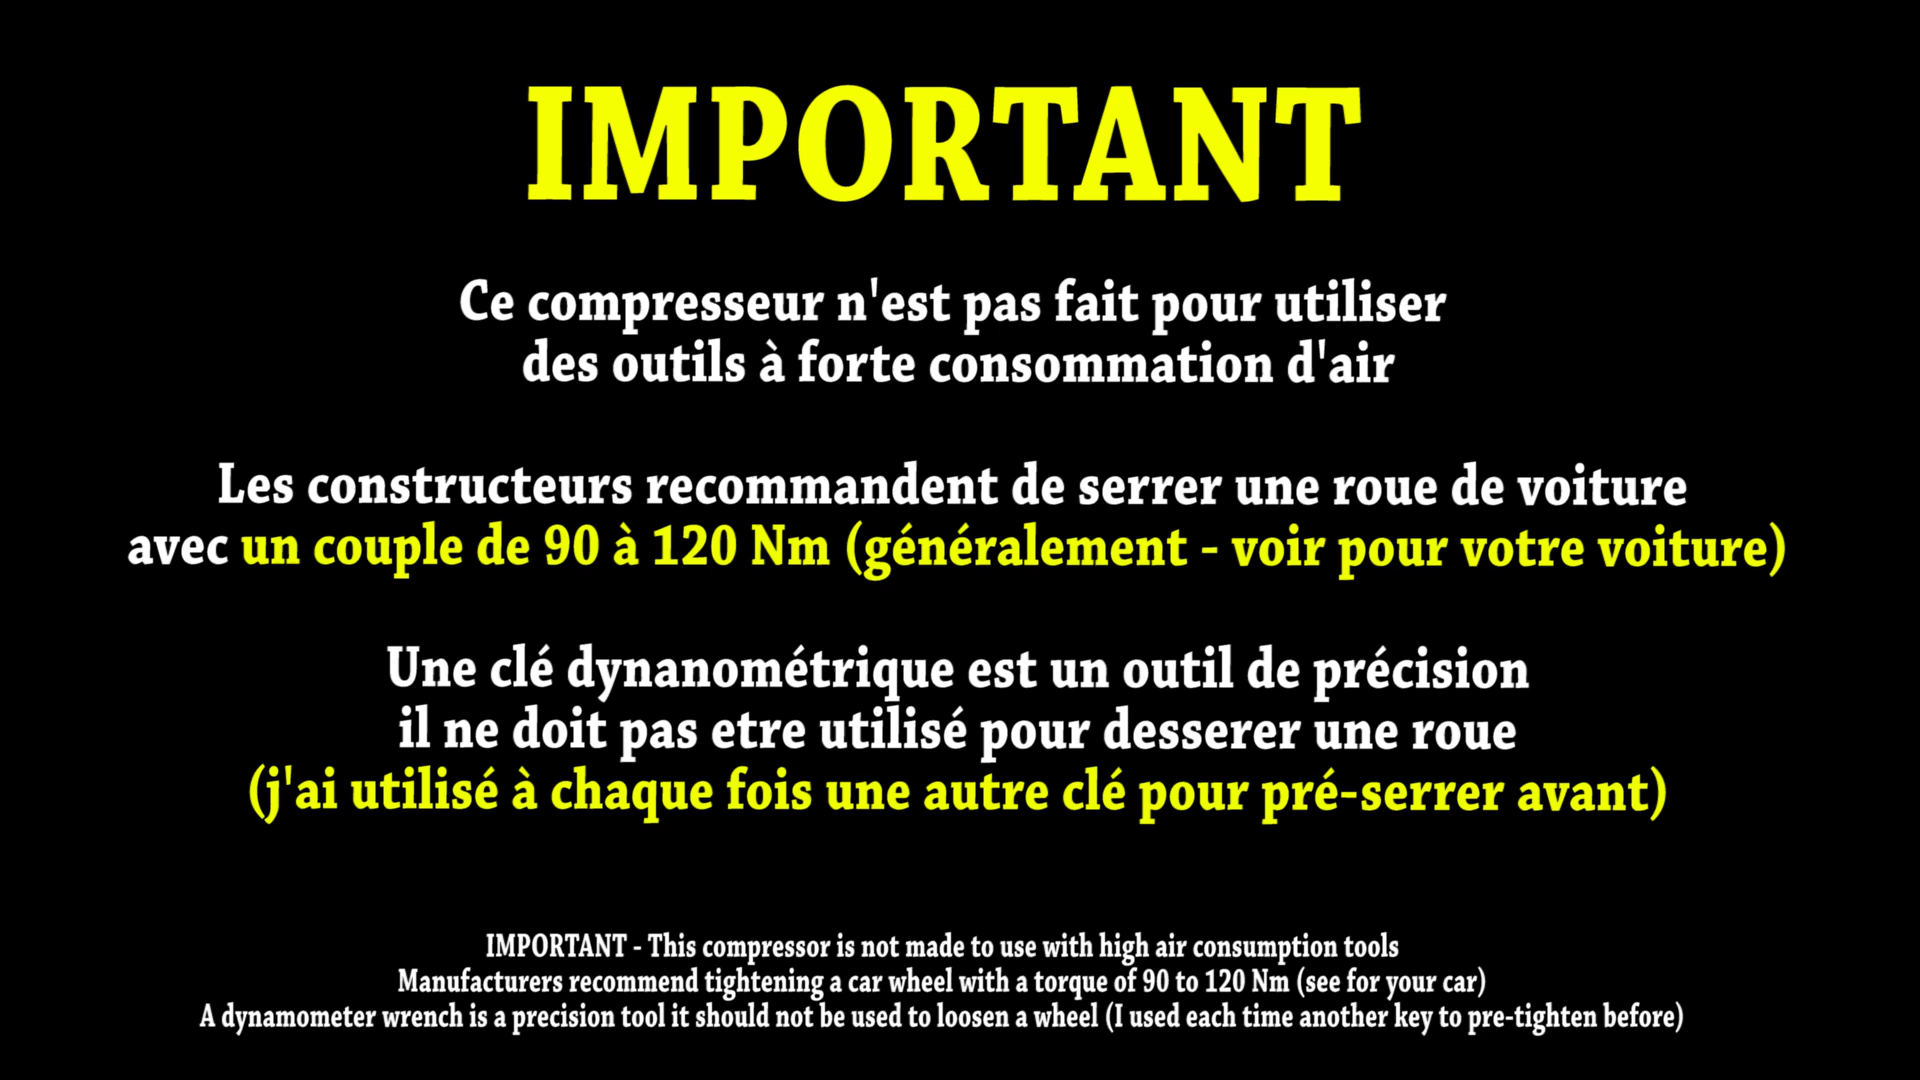 IMPORTANT
Ce compresseur n'est pas fait pour utiliser
des outils à forte consommation d'air
Les constructeurs recommandent de serrer une roue de voiture
avec un couple de 90 à 120 Nm (généralement - voir pour votre voiture)
Une clé dynanométrique est un outil de précision
il ne doit pas etre utilisé pour desserer une roue
(j'ai utilisé à chaque fois une autre clé pour pré-serrer avant)
IMPORTANT - This compressor is not made to use with high air consumption tools
Manufacturers recommend tightening a car wheel with a torque of 90 to 120 Nm (see for your car)
A dynamometer wrench is a precision tool it should not be used to loosen a wheel (I used each time another key to pre-tighten before)